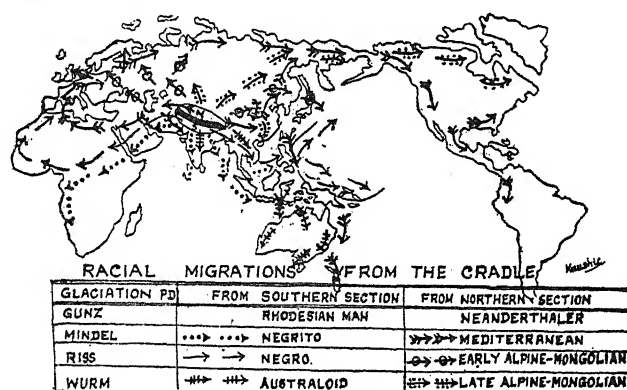 Kaushic
RACIAL MIGRATIONS FROM THE CRADLE
GLACIATION PD FROM SOUTHERN SECTION FROM NORTHERN SECTION
GUNZ RHODESIAN MAN NEANDERTHALER
MINDEL NEGRITO MEDITERRANEAN
RISS NEGRO. EARLY ALPINE-MONGOLIAN
WURM AUSTRALOID LATE ALPINE-MONGOLIAN